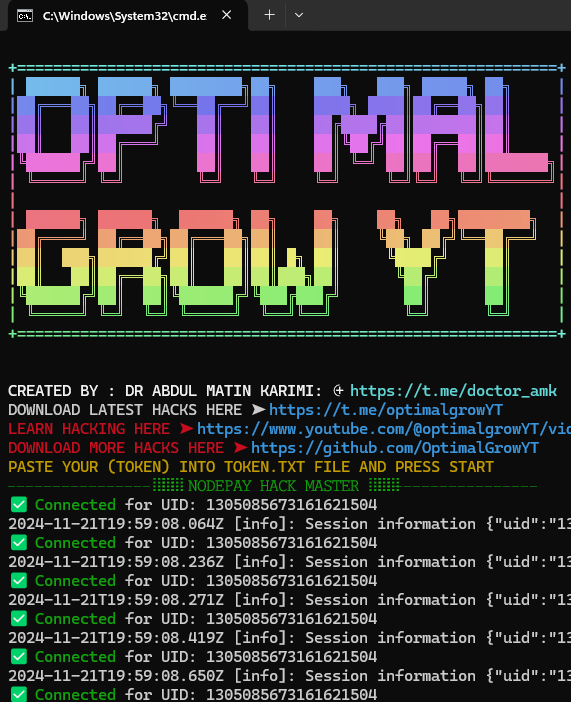 C:\Windows\System32\cmd.e
OPTIMAL
GROW YT
CREATED BY : DR ABDUL MATIN KARIMI: https://t.me/doctor_amk
DOWNLOAD LATEST HACKS HERE ➤ https://t.me/optimalgrowYT
LEARN HACKING HERE ➤ https://www.youtube.com/@optimalgrowYT/vid
DOWNLOAD MORE HACKS HERE ➤ https://github.com/OptimalGrowYT
PASTE YOUR (TOKEN) INTO TOKEN.TXT FILE AND PRESS START
NODEPAY HACK MASTER
✅ Connected for UID: 1305085673161621504
2024-11-21T19:59:08.064Z [info]: Session information {"uid":"13
✅ Connected for UID: 1305085673161621504
2024-11-21T19:59:08.236Z [info]: Session information {"uid":"13
✅ Connected for UID: 1305085673161621504
2024-11-21T19:59:08.271Z [info]: Session information {"uid":"13
✅ Connected for UID: 1305085673161621504
2024-11-21T19:59:08.419Z [info]: Session information {"uid":"13
✅ Connected for UID: 1305085673161621504
2024-11-21T19:59:08.650Z [info]: Session information {"uid":"13
✅ Connected for UID: 1305085673161621504